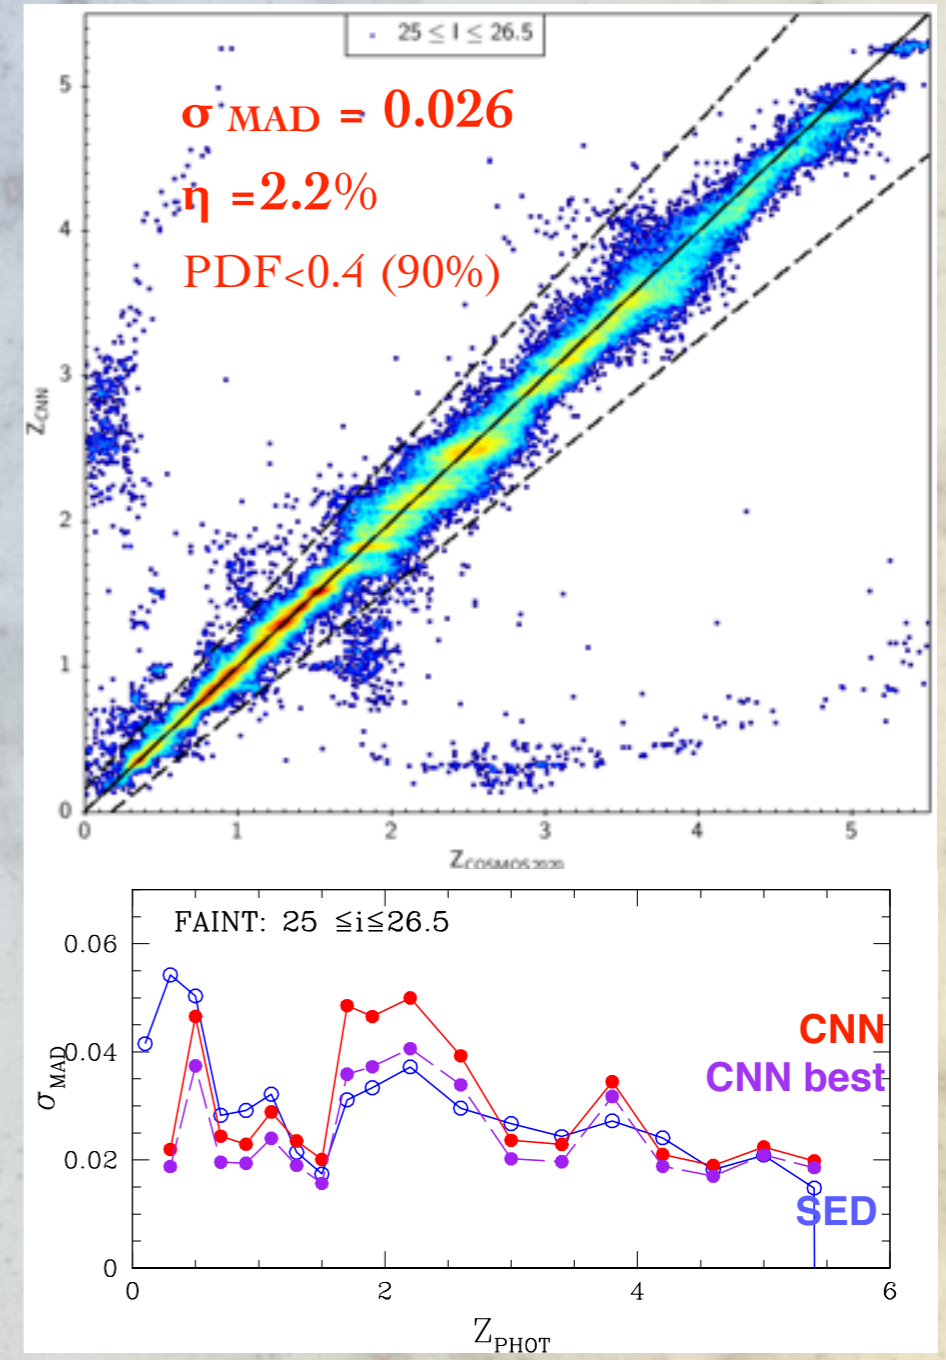 25 ≤ I ≤ 26.5
σ MAD = 0.026
η =2.2%
PDF<0.4 (90%)
5
4
3
2
1
0
Z_CNN
0 1 2 3 4 5
Z_COSMOS2020
FAINT: 25 ≦i≦26.5
0.06
0.04
0.02
0
σ_MAD
CNN
CNN best
SED
0 2 4 6
Z_PHOT